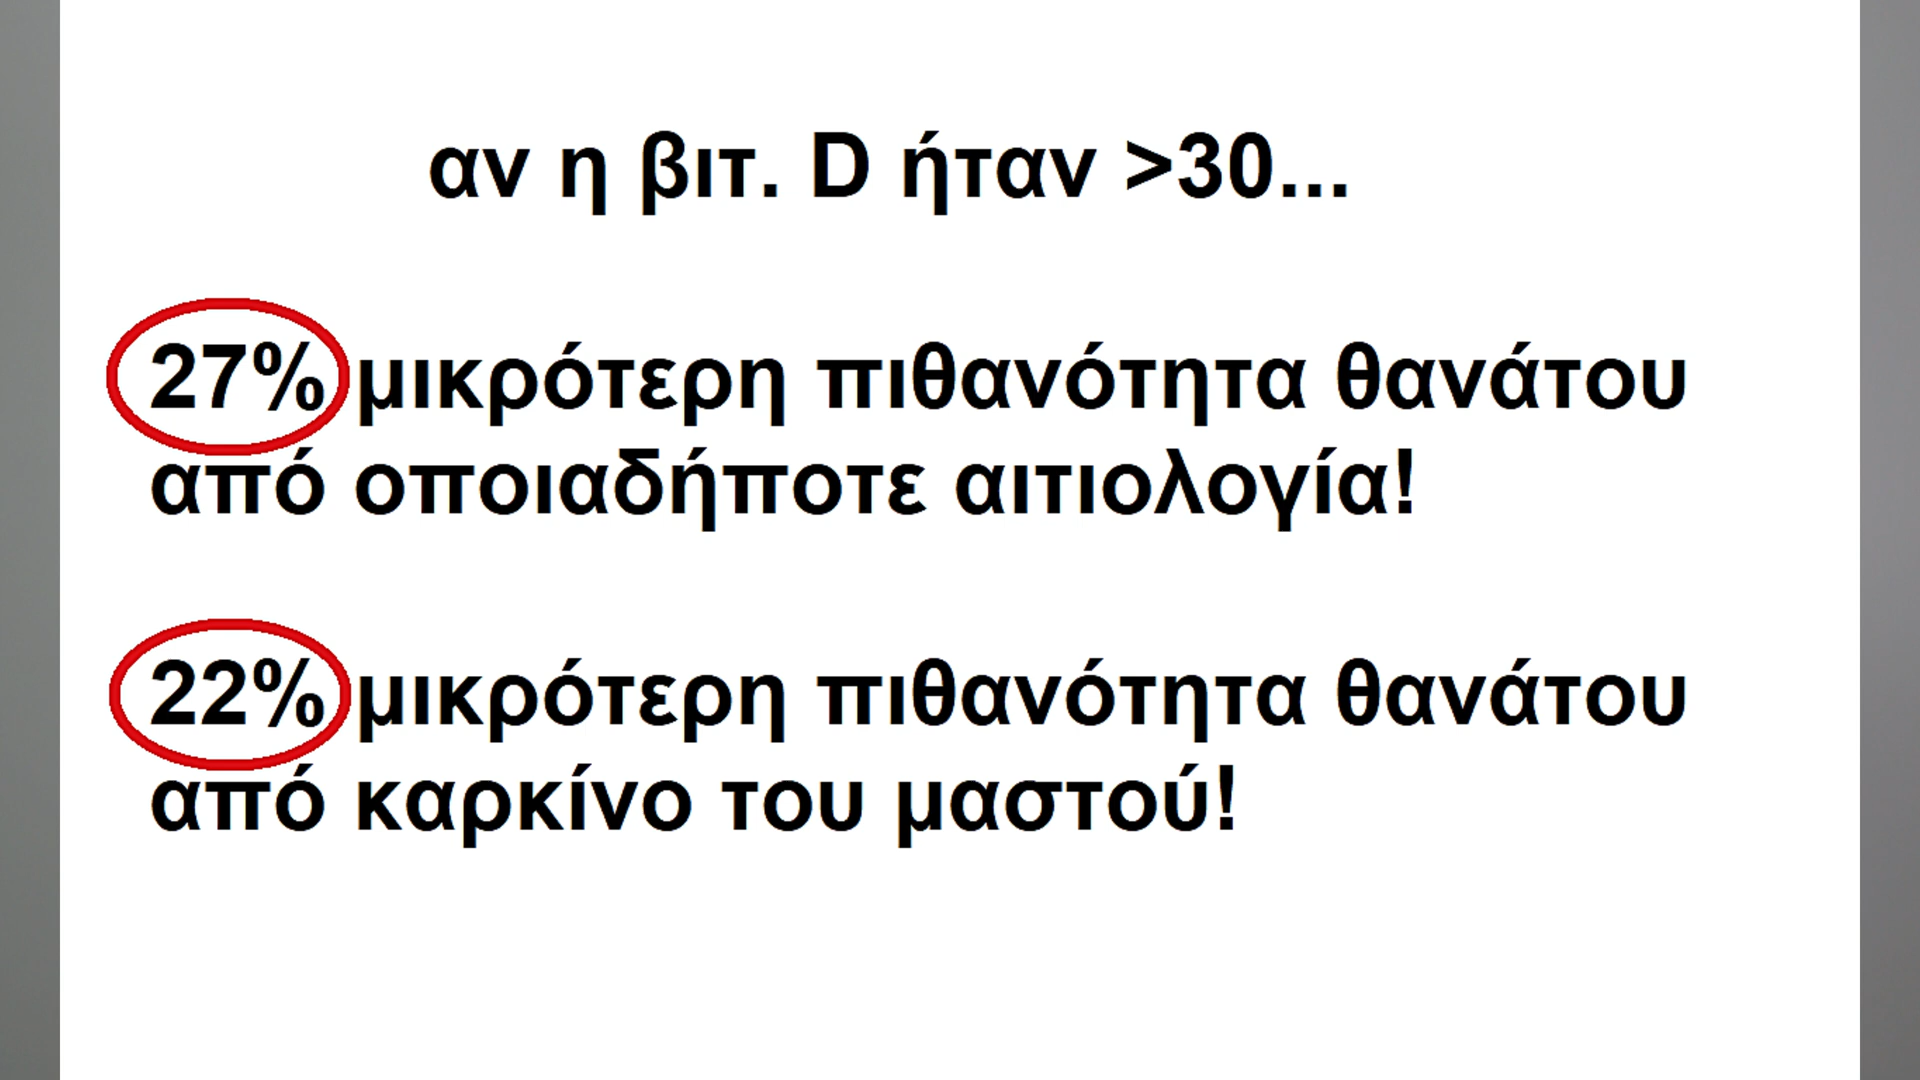 αν η βιτ. D ήταν >30...
27% μικρότερη πιθανότητα θανάτου
από οποιαδήποτε αιτιολογία!
22% μικρότερη πιθανότητα θανάτου
από καρκίνο του μαστού!